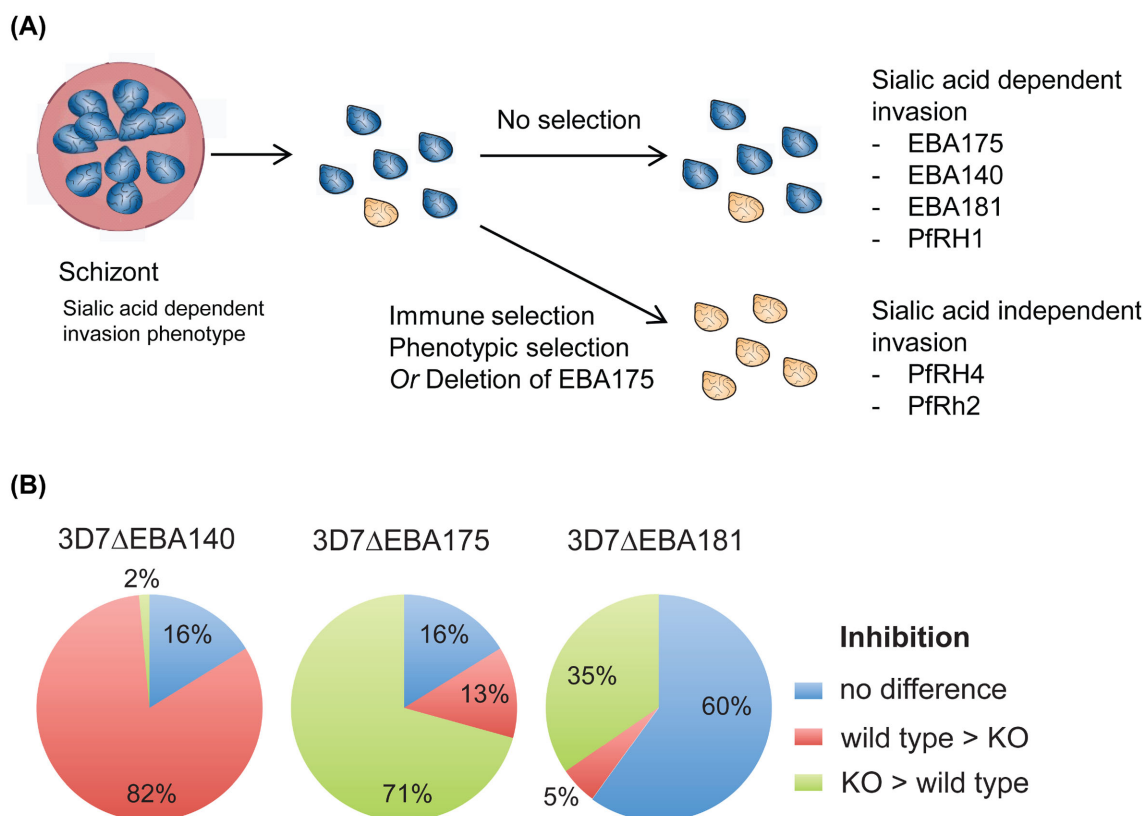 (A)
No selection
Schizont
Sialic acid dependent
invasion phenotype
Immune selection
Phenotypic selection
Or Deletion of EBA175
Sialic acid dependent
invasion
- EBA175
- EBA140
- EBA181
- PfRH1
Sialic acid independent
invasion
- PfRH4
- PfRh2
(B)
3D7ΔEBA140
2%
16%
82%
3D7ΔEBA175
16%
13%
71%
3D7ΔEBA181
35%
60%
5%
Inhibition
no difference
wild type > KO
KO > wild type